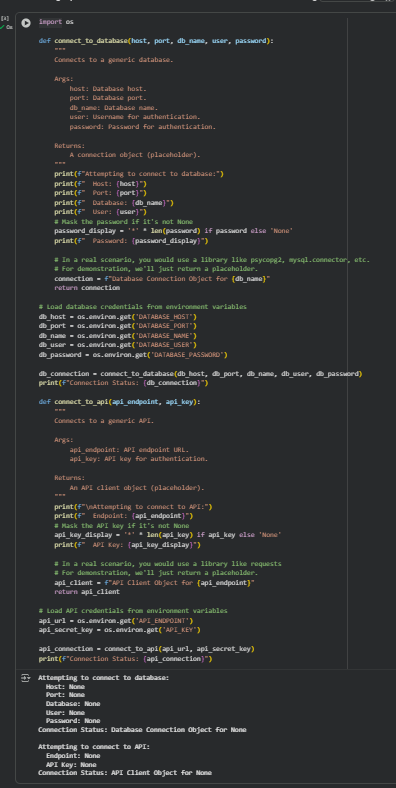 [1]
0s
import os
def connect_to_database(host, port, db_name, user, password):
"""
Connects to a generic database.
Args:
host: Database host.
port: Database port.
db_name: Database name.
user: Username for authentication.
password: Password for authentication.
Returns:
A connection object (placeholder).
"""
print(f"Attempting to connect to database:")
print(f"  Host: {host}")
print(f"  Port: {port}")
print(f"  Database: {db_name}")
print(f"  User: {user}")
# Mask the password if it's not None
password_display = '*' * len(password) if password else 'None'
print(f"  Password: {password_display}")
# In a real scenario, you would use a library like psycopg2, mysql.connector, etc.
# For demonstration, we'll just return a placeholder.
connection = f"Database Connection Object for {db_name}"
return connection
# Load database credentials from environment variables
db_host = os.environ.get('DATABASE_HOST')
db_port = os.environ.get('DATABASE_PORT')
db_name = os.environ.get('DATABASE_NAME')
db_user = os.environ.get('DATABASE_USER')
db_password = os.environ.get('DATABASE_PASSWORD')
db_connection = connect_to_database(db_host, db_port, db_name, db_user, db_password)
print(f"Connection Status: {db_connection}")
def connect_to_api(api_endpoint, api_key):
"""
Connects to a generic API.
Args:
api_endpoint: API endpoint URL.
api_key: API key for authentication.
Returns:
An API client object (placeholder).
"""
print(f"\nAttempting to connect to API:")
print(f"  Endpoint: {api_endpoint}")
# Mask the API key if it's not None
api_key_display = '*' * len(api_key) if api_key else 'None'
print(f"  API Key: {api_key_display}")
# In a real scenario, you would use a library like requests
# For demonstration, we'll just return a placeholder.
api_client = f"API Client Object for {api_endpoint}"
return api_client
# Load API credentials from environment variables
api_url = os.environ.get('API_ENDPOINT')
api_secret_key = os.environ.get('API_KEY')
api_connection = connect_to_api(api_url, api_secret_key)
print(f"Connection Status: {api_connection}")
Attempting to connect to database:
Host: None
Port: None
Database: None
User: None
Password: None
Connection Status: Database Connection Object for None
Attempting to connect to API:
Endpoint: None
API Key: None
Connection Status: API Client Object for None